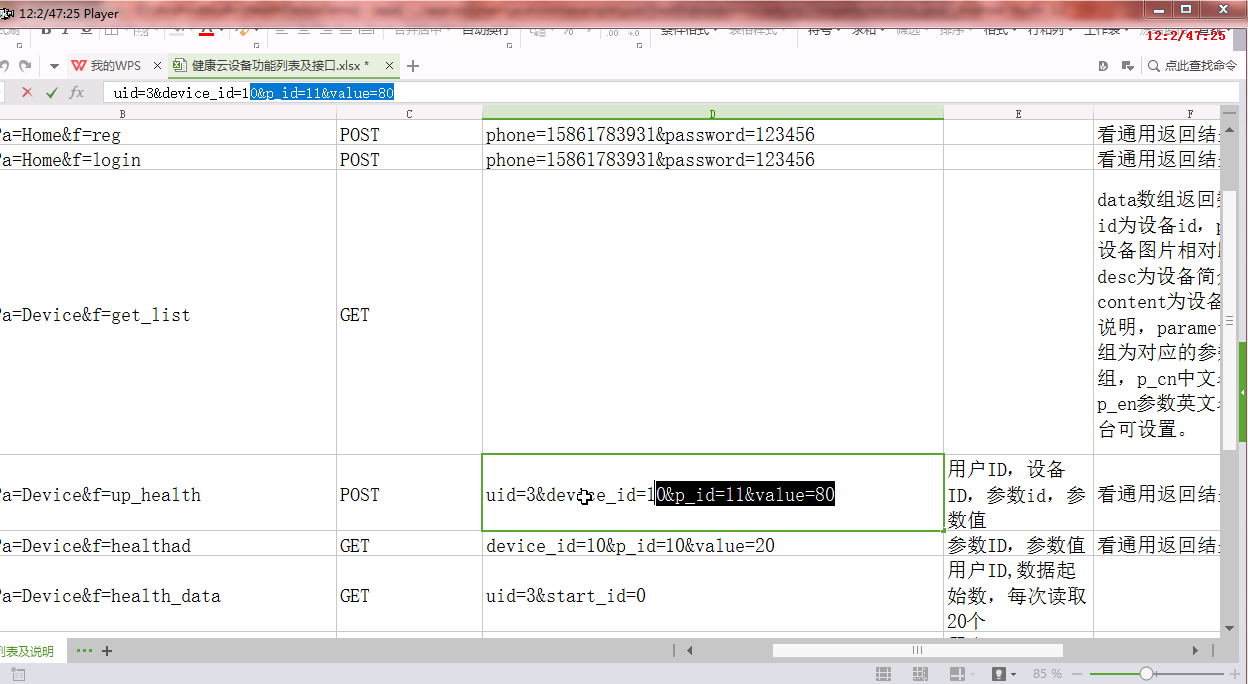 12:2/47:25 Player
12:2/47:25
我的WPS
健康云设备功能列表及接口.xlsx *
点此查找命令
fx
uid=3&device_id=10&p_id=11&value=80
B C D E F
?a=Home&f=reg POST phone=15861783931&password=123456 看通用返回结
?a=Home&f=login POST phone=15861783931&password=123456 看通用返回结
data数组返回
id为设备id，p
设备图片相对
desc为设备简
content为设备
说明，paramet
组为对应的参
组，p_cn中文
p_en参数英文
台可设置。
?a=Device&f=get_list GET
用户ID，设备
ID，参数id，参
数值
?a=Device&f=up_health POST uid=3&device_id=10&p_id=11&value=80 看通用返回结
?a=Device&f=healthad GET device_id=10&p_id=10&value=20 参数ID，参数值 看通用返回结
用户ID,数据起
始数，每次读取
20个
?a=Device&f=health_data GET uid=3&start_id=0
列表及说明
85 %